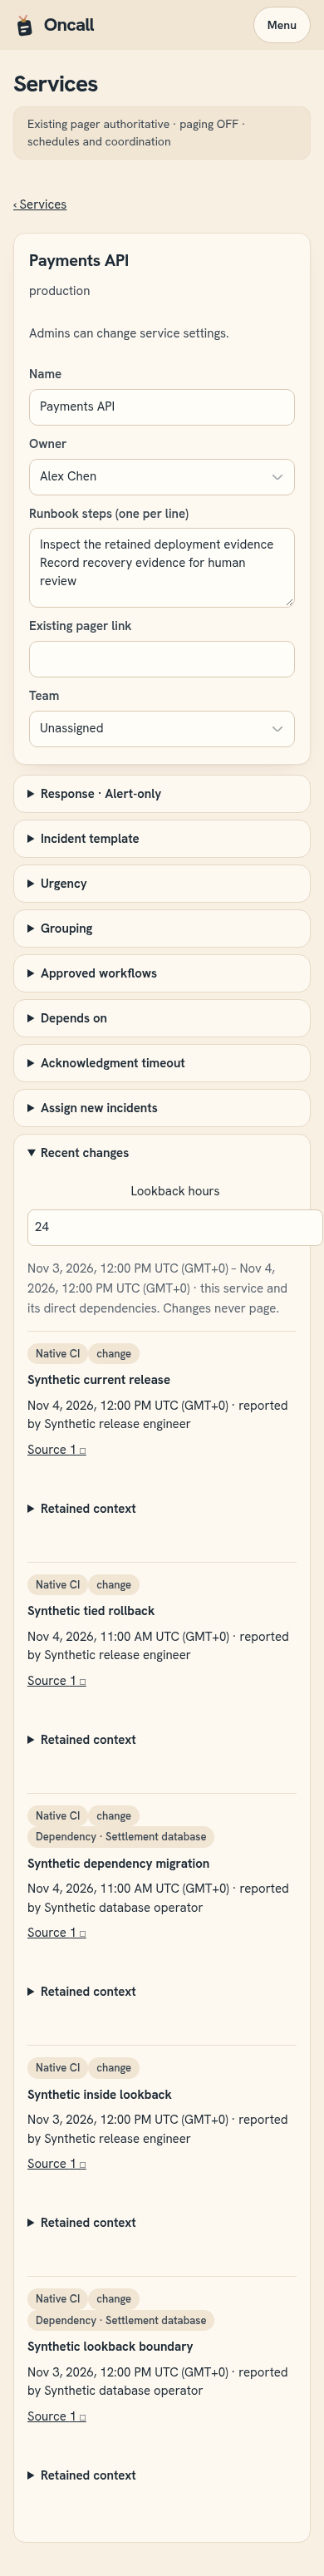 Oncall
Menu
Services
Existing pager authoritative · paging OFF ·
schedules and coordination
‹ Services
Payments API
production
Admins can change service settings.
Name
Payments API
Owner
Alex Chen
Runbook steps (one per line)
Inspect the retained deployment evidence
Record recovery evidence for human
review
Existing pager link
Team
Unassigned
Response · Alert-only
Incident template
Urgency
Grouping
Approved workflows
Depends on
Acknowledgment timeout
Assign new incidents
Recent changes
Lookback hours
24
Nov 3, 2026, 12:00 PM UTC (GMT+0) – Nov 4,
2026, 12:00 PM UTC (GMT+0) · this service and
its direct dependencies. Changes never page.
Native CI change
Synthetic current release
Nov 4, 2026, 12:00 PM UTC (GMT+0) · reported
by Synthetic release engineer
Source 1
Retained context
Native CI change
Synthetic tied rollback
Nov 4, 2026, 11:00 AM UTC (GMT+0) · reported
by Synthetic release engineer
Source 1
Retained context
Native CI change
Dependency · Settlement database
Synthetic dependency migration
Nov 4, 2026, 11:00 AM UTC (GMT+0) · reported
by Synthetic database operator
Source 1
Retained context
Native CI change
Synthetic inside lookback
Nov 3, 2026, 12:00 PM UTC (GMT+0) · reported
by Synthetic release engineer
Source 1
Retained context
Native CI change
Dependency · Settlement database
Synthetic lookback boundary
Nov 3, 2026, 12:00 PM UTC (GMT+0) · reported
by Synthetic database operator
Source 1
Retained context